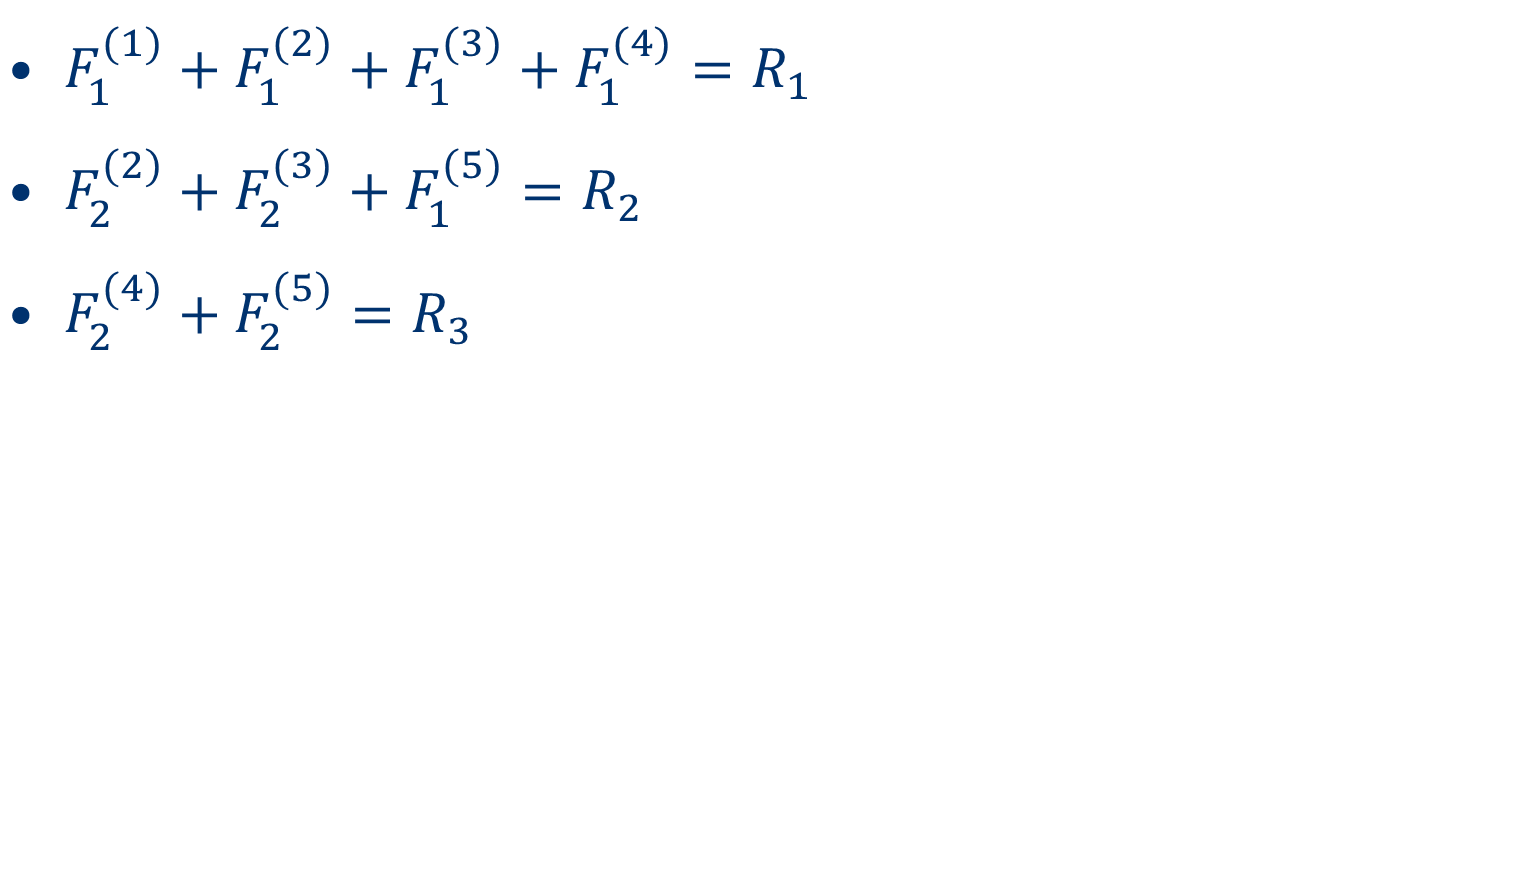 • $F_1^{(1)} + F_1^{(2)} + F_1^{(3)} + F_1^{(4)} = R_1$
• $F_2^{(2)} + F_2^{(3)} + F_1^{(5)} = R_2$
• $F_2^{(4)} + F_2^{(5)} = R_3$